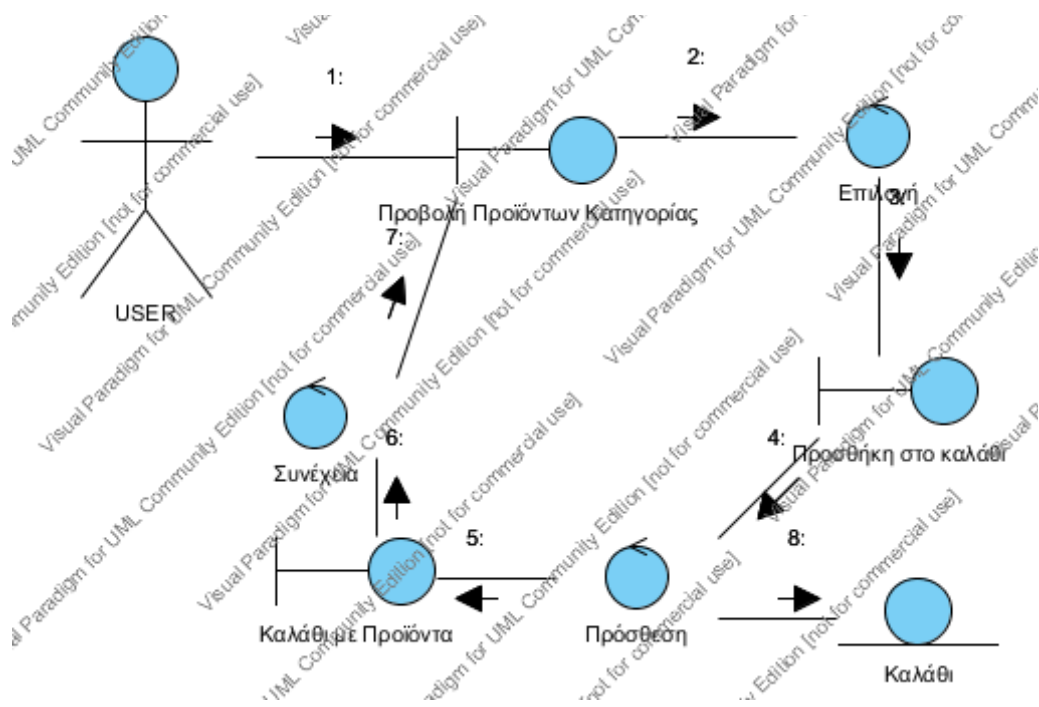 1:
2:
USER
Προβολή Προϊόντων Κατηγορίας
Επιλογή
3:
7:
Συνέχεια
6:
4:
Προσθήκη στο καλάθι
5:
8:
Καλάθι με Προϊόντα
Πρόσθεση
Καλάθι
Visual Paradigm for UML Community Edition [not for commercial use]